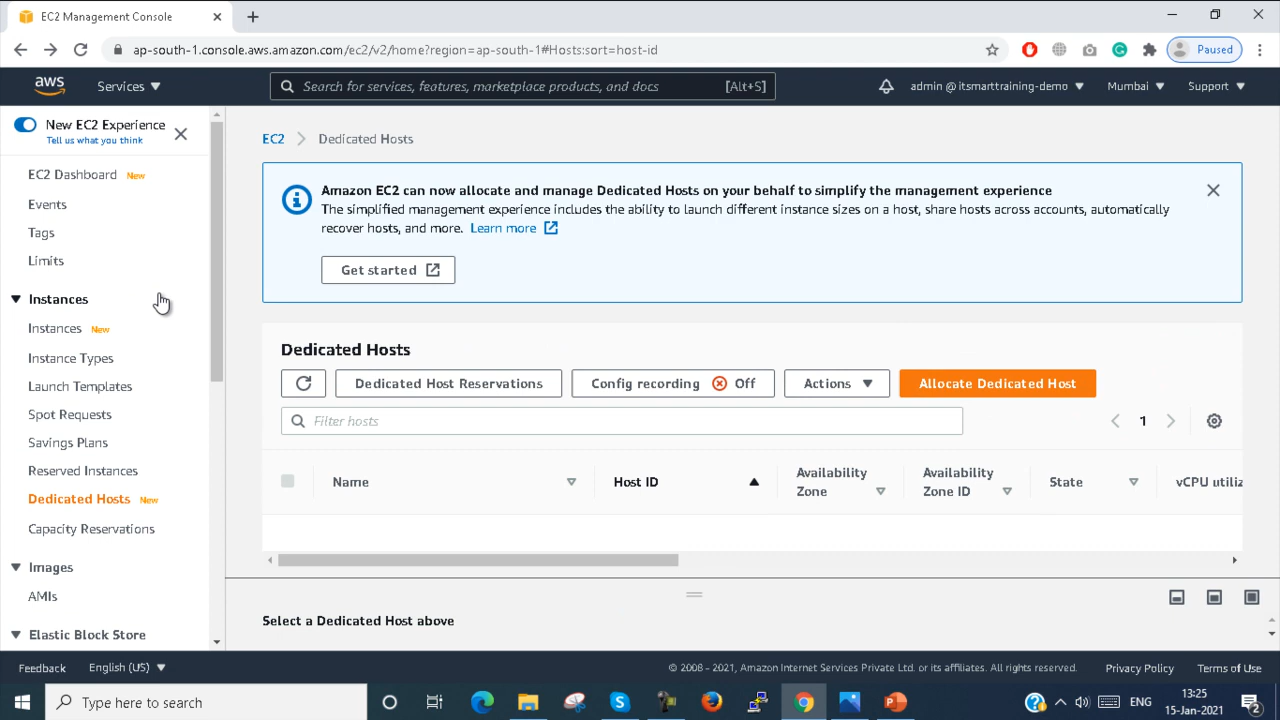 EC2 Management Console
ap-south-1.console.aws.amazon.com/ec2/v2/home?region=ap-south-1#Hosts:sort=host-id
Paused
aws
Services
Search for services, features, marketplace products, and docs [Alt+S]
admin @ itsmarttraining-demo
Mumbai
Support
New EC2 Experience
Tell us what you think
EC2 Dashboard New
Events
Tags
Limits
Instances
Instances New
Instance Types
Launch Templates
Spot Requests
Savings Plans
Reserved Instances
Dedicated Hosts New
Capacity Reservations
Images
AMIs
Elastic Block Store
EC2 Dedicated Hosts
Amazon EC2 can now allocate and manage Dedicated Hosts on your behalf to simplify the management experience
The simplified management experience includes the ability to launch different instance sizes on a host, share hosts across accounts, automatically
recover hosts, and more. Learn more
Get started
Dedicated Hosts
Dedicated Host Reservations
Config recording Off
Actions
Allocate Dedicated Host
Filter hosts
1
Name
Host ID
Availability
Zone
Availability
Zone ID
State
vCPU utiliz
Select a Dedicated Host above
Feedback
English (US)
© 2008 - 2021, Amazon Internet Services Private Ltd. or its affiliates. All rights reserved.
Privacy Policy
Terms of Use
Type here to search
ENG
13:25
15-Jan-2021
2